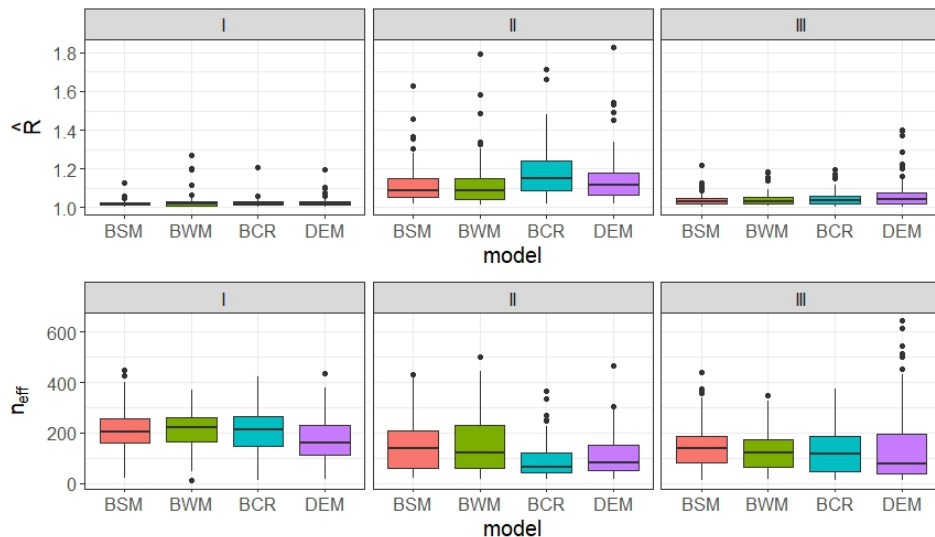 I II III
R̂
1.8
1.6
1.4
1.2
1.0
BSM BWM BCR DEM BSM BWM BCR DEM BSM BWM BCR DEM
model
I II III
neff
600
400
200
0
BSM BWM BCR DEM BSM BWM BCR DEM BSM BWM BCR DEM
model